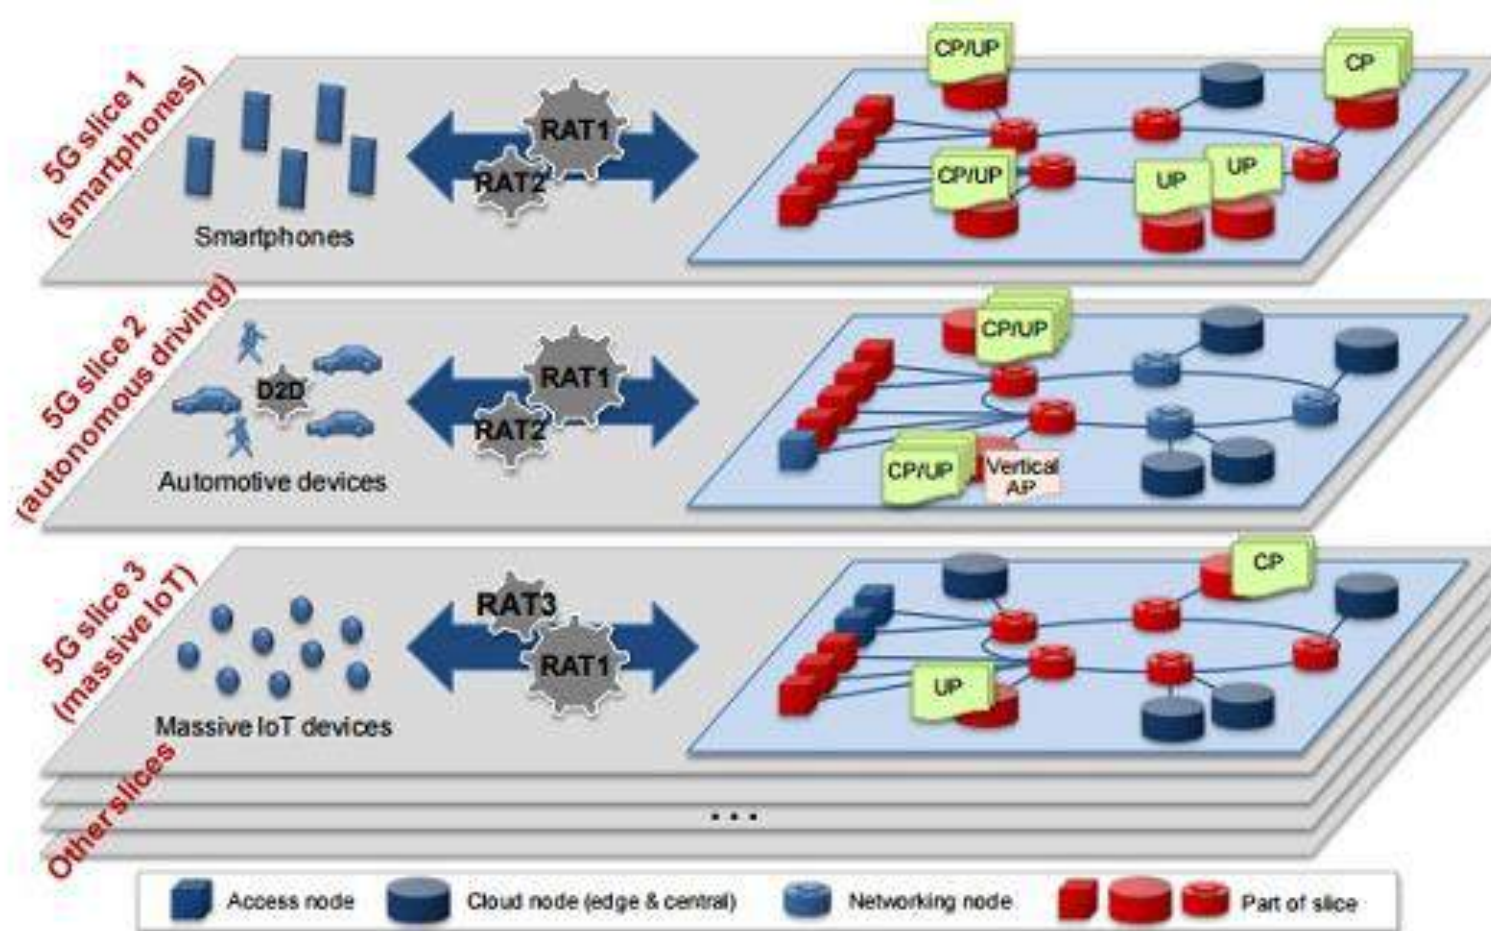 5G slice 1
(smartphones)
Smartphones
RAT1
RAT2
CP/UP
CP
CP/UP
UP
UP
5G slice 2
(autonomous driving)
D2D
Automotive devices
RAT1
RAT2
CP/UP
CP/UP
Vertical
AP
5G slice 3
(massive IoT)
Massive IoT devices
RAT3
RAT1
CP
UP
Other slices
...
Access node
Cloud node (edge & central)
Networking node
Part of slice